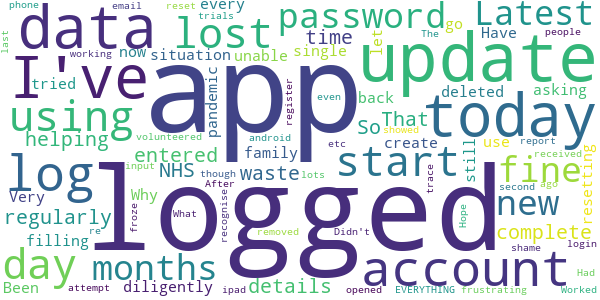 phone email reset every Latest
last data lost trials password go The Have people
I've situation now unable single time let
working app update
using tried pandemic register even back deleted asking
helping volunteered android So That today
entered family etc create still
log NHS though waste start use fine resetting
Very Why input lots showed received
regularly After trace ago new
filling froze What recognise logged Hope second report complete
re removed Didn't shame login
day months details account
Been attempt diligently ipad opened EVERYTHING frustrating Had Worked